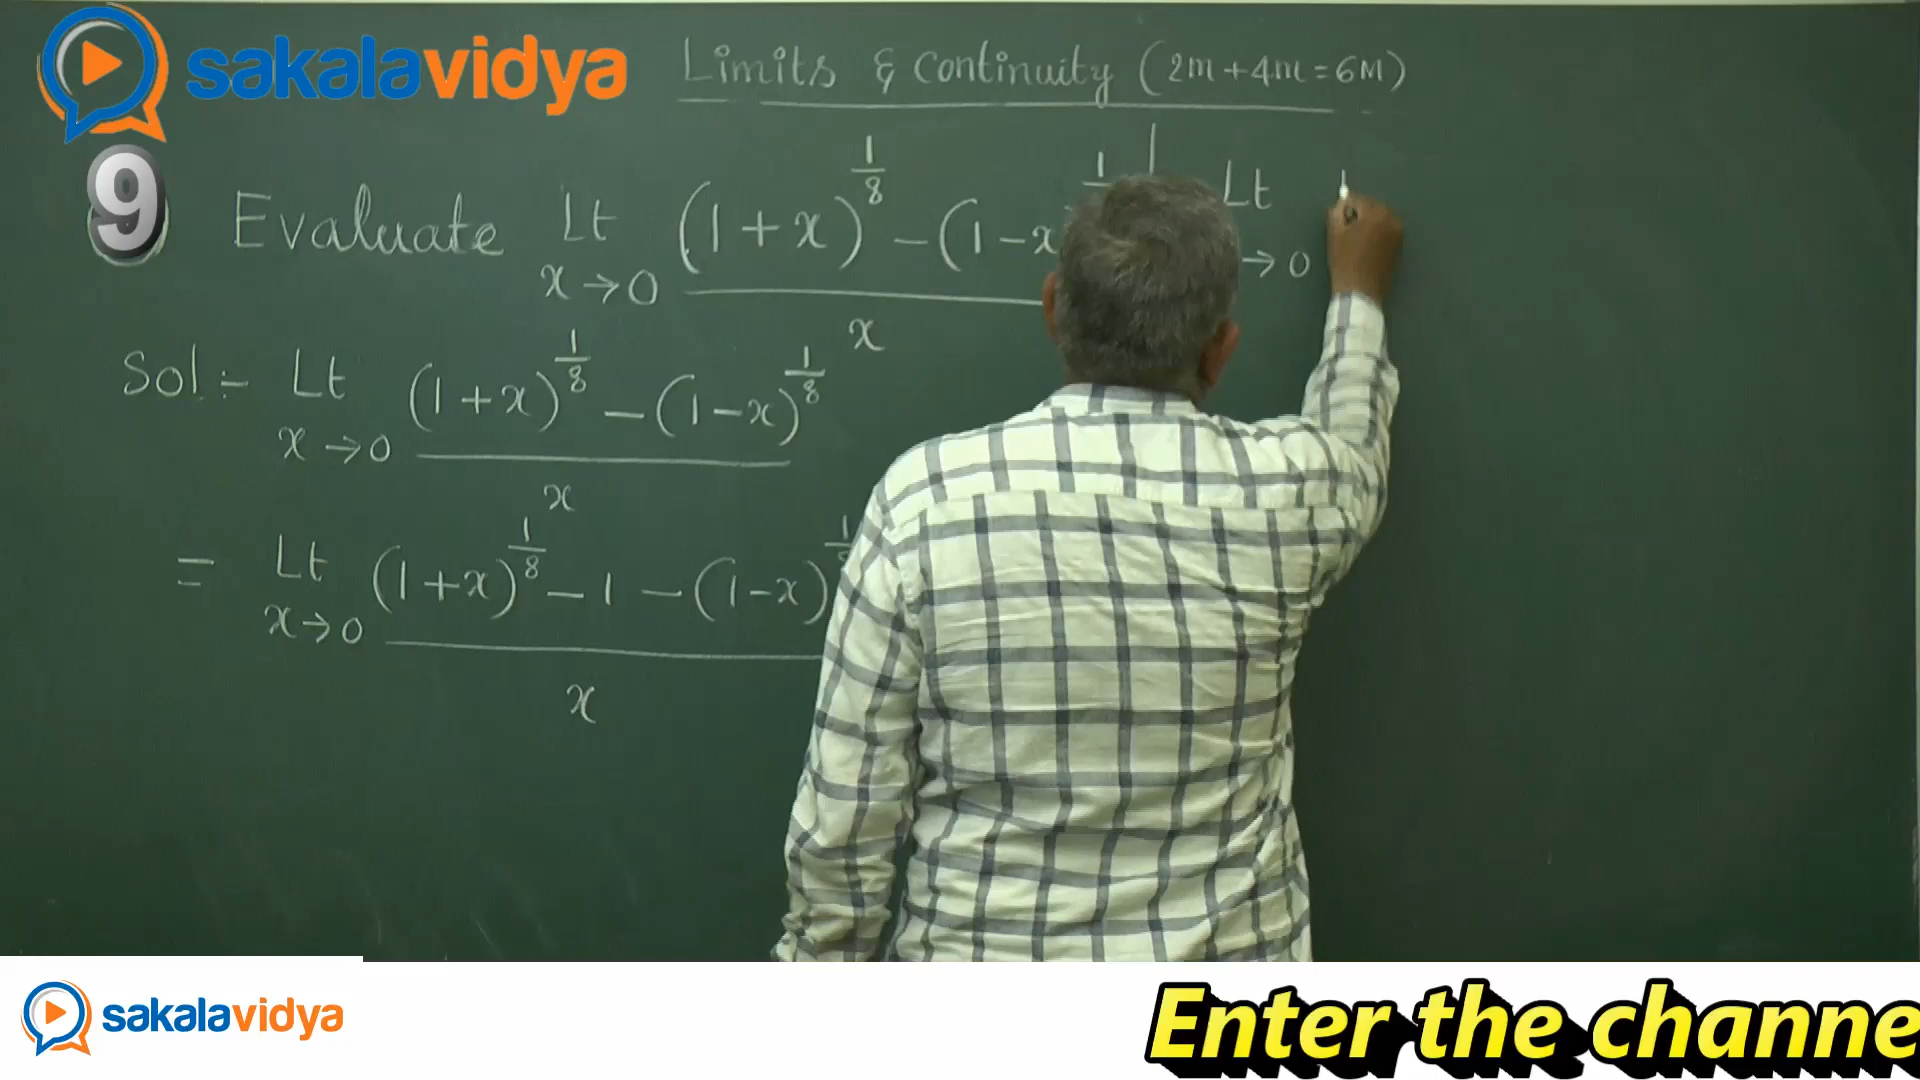 sakalavidya
Limits & Continuity (2m + 4m = 6M)
9
Evaluate Lt x→0 (1+x)^1/8 − (1−x / x
Lt →0
Sol:- Lt x→0 (1+x)^1/8 − (1−x)^1/8 / x
= Lt x→0 (1+x)^1/8 − 1 − (1−x) / x
sakalavidya
Enter the channe